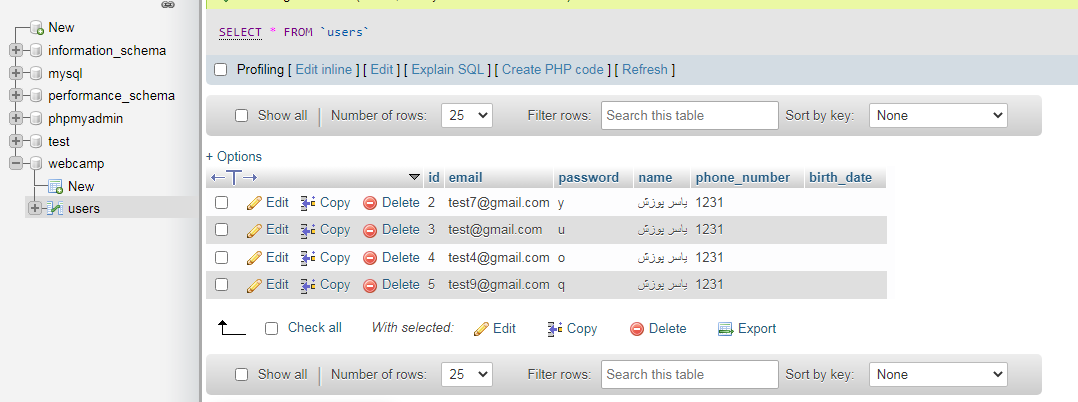 New
information_schema
mysql
performance_schema
phpmyadmin
test
webcamp
New
users
SELECT * FROM `users`
Profiling [ Edit inline ] [ Edit ] [ Explain SQL ] [ Create PHP code ] [ Refresh ]
Show all | Number of rows: 25 Filter rows: Search this table Sort by key: None
+ Options
←T→ id email password name phone_number birth_date
Edit Copy Delete 2 test7@gmail.com y یاسر پوزش 1231
Edit Copy Delete 3 test@gmail.com u یاسر پوزش 1231
Edit Copy Delete 4 test4@gmail.com o یاسر پوزش 1231
Edit Copy Delete 5 test9@gmail.com q یاسر پوزش 1231
Check all With selected: Edit Copy Delete Export
Show all | Number of rows: 25 Filter rows: Search this table Sort by key: None